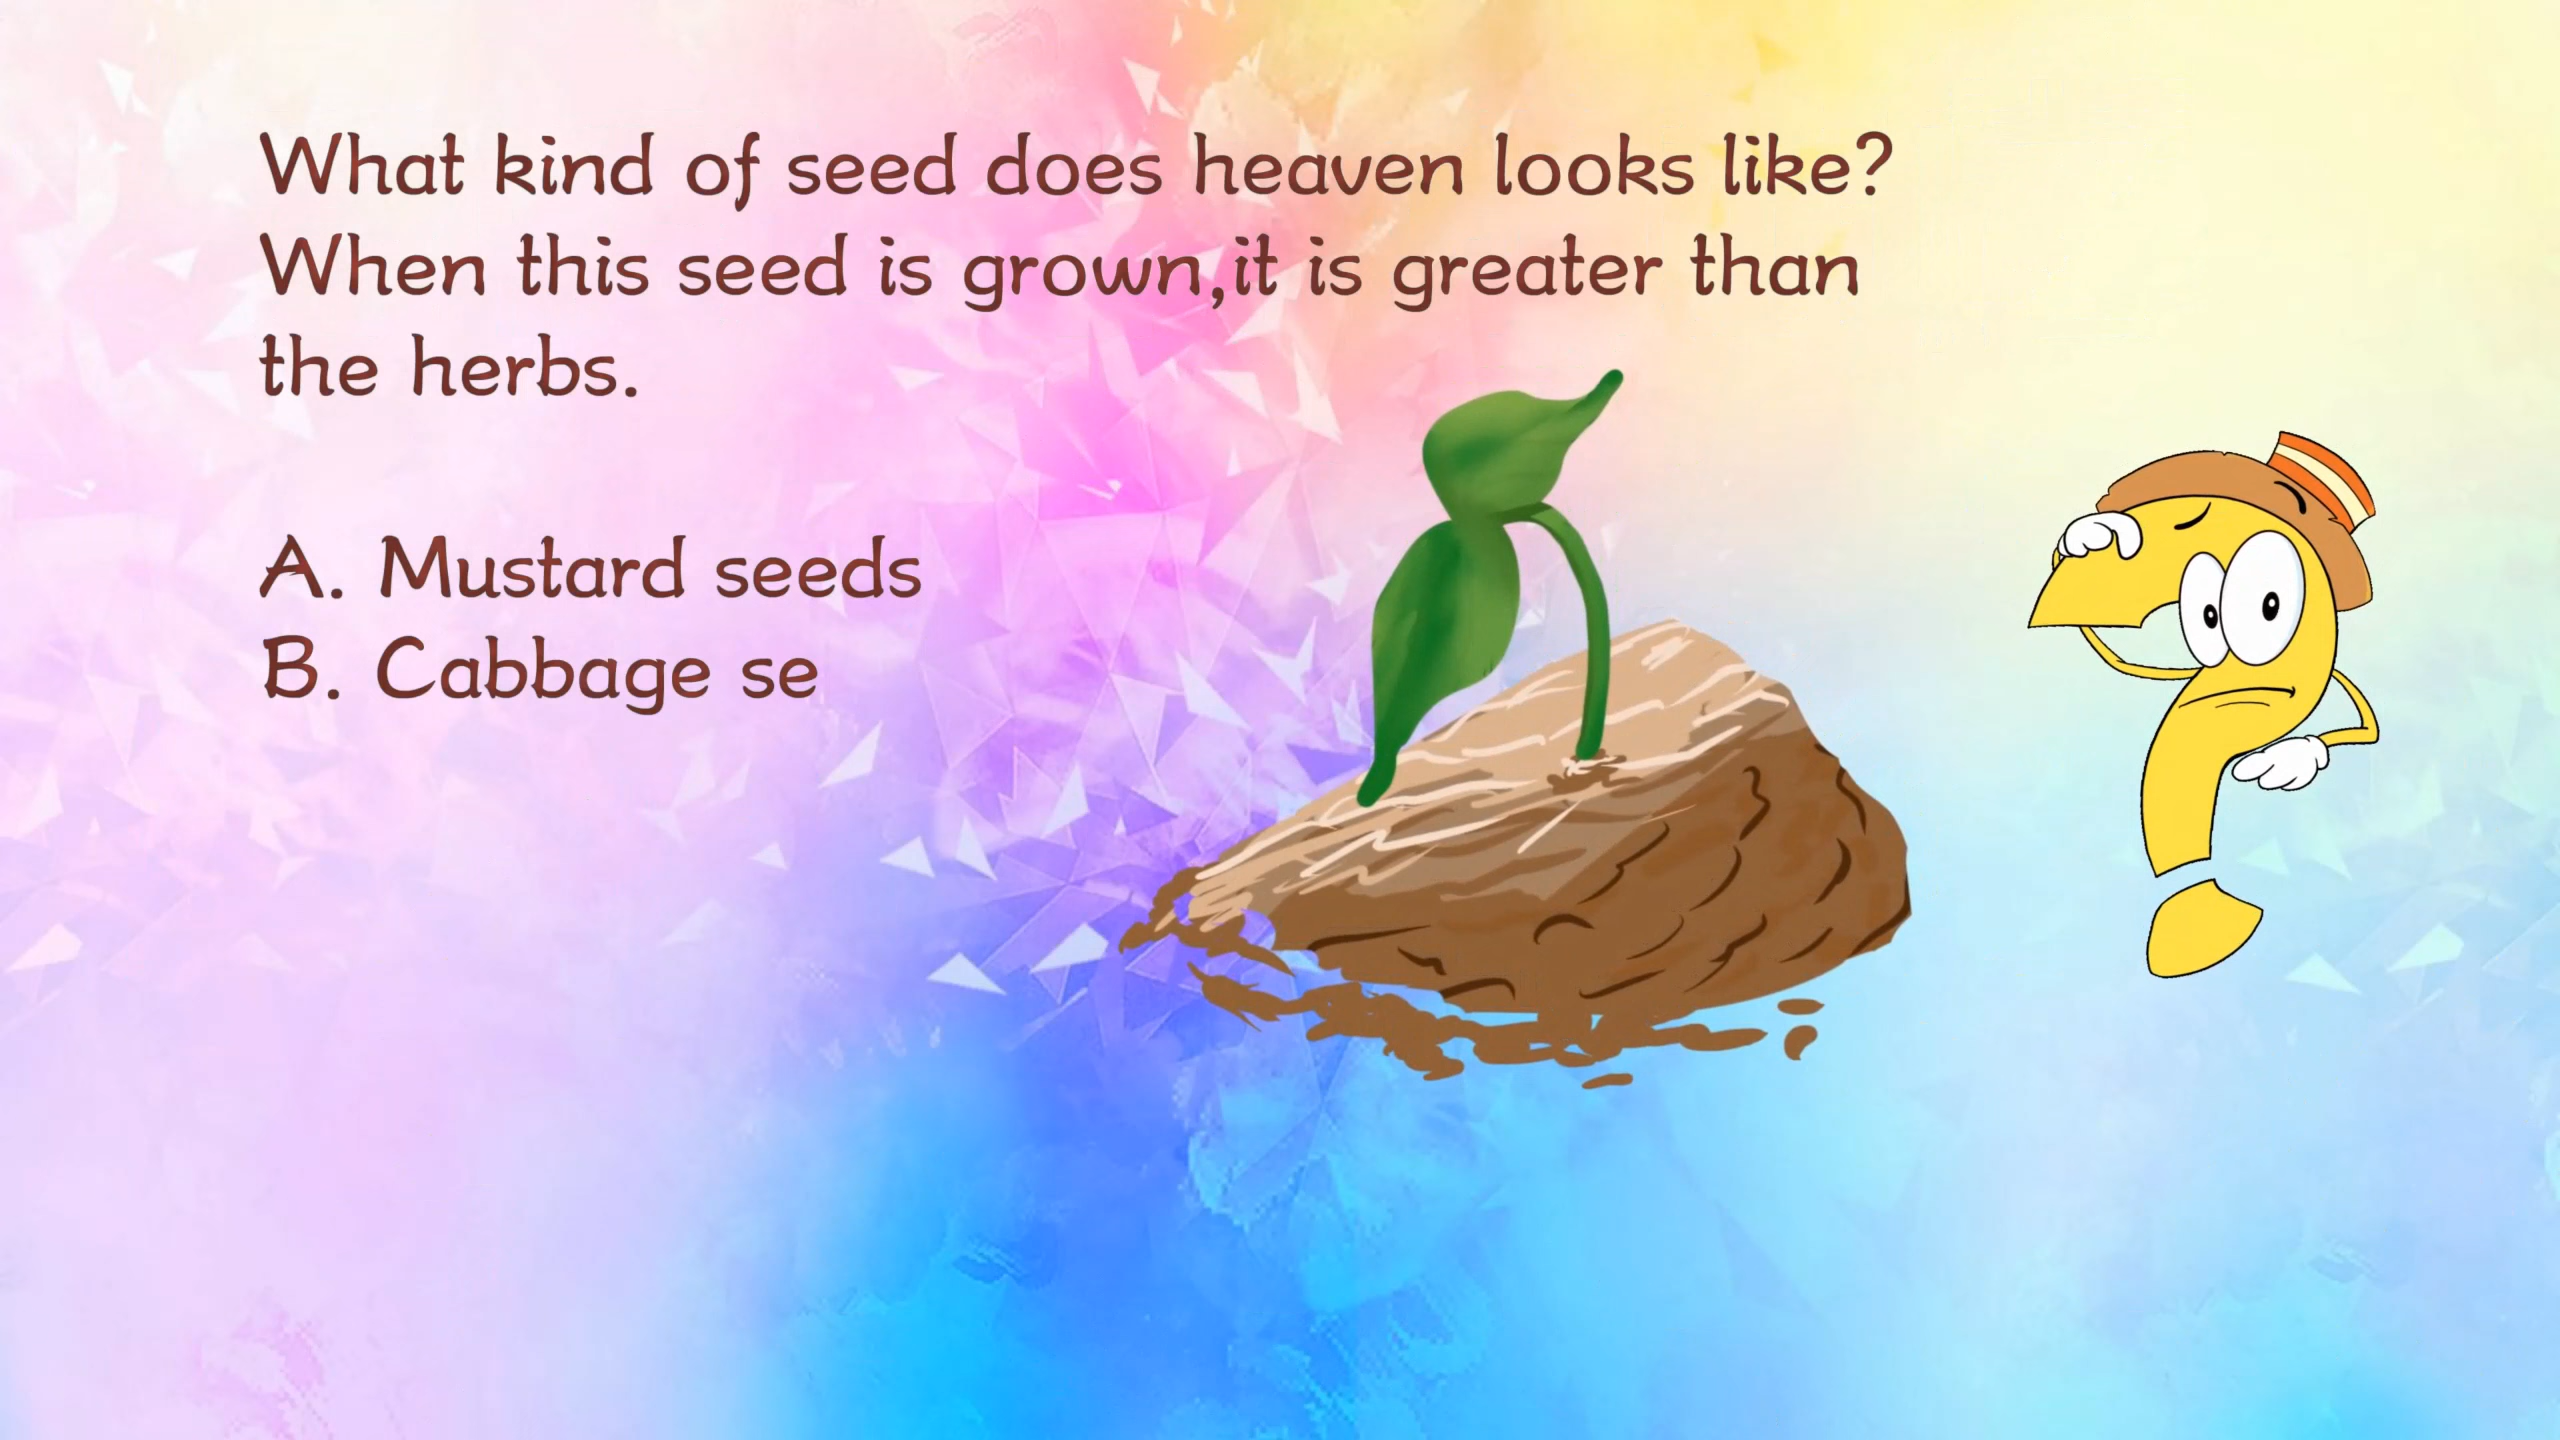 What kind of seed does heaven looks like?
When this seed is grown,it is greater than
the herbs.
A. Mustard seeds
B. Cabbage se